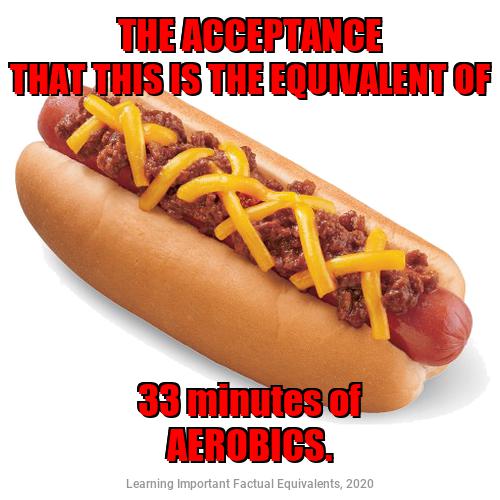 THE ACCEPTANCE
THAT THIS IS THE EQUIVALENT OF
33 minutes of
AEROBICS.
Learning Important Factual Equivalents, 2020